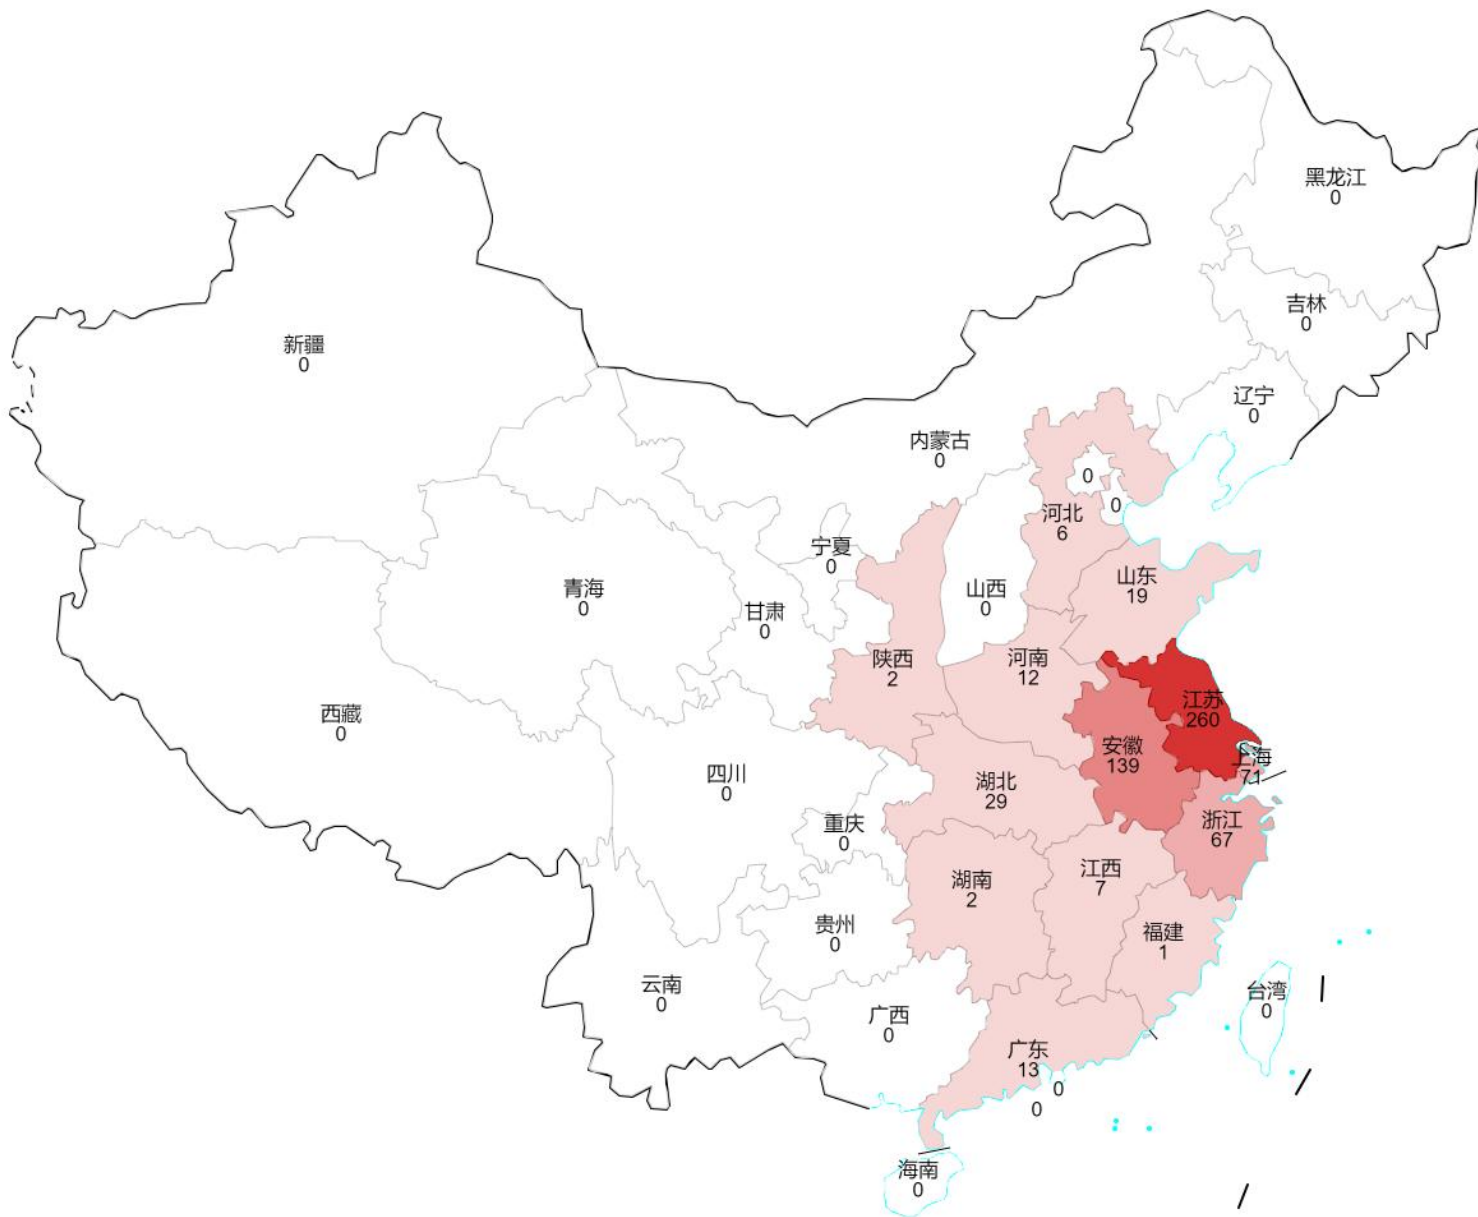 黑龙江
0
吉林
0
新疆
0
辽宁
0
内蒙古
0
0
0
河北
6
宁夏
0
山东
19
青海
0
山西
0
甘肃
0
陕西
2
河南
12
江苏
260
西藏
0
安徽
139
上海
71
四川
0
湖北
29
重庆
0
浙江
67
江西
7
湖南
2
贵州
0
福建
1
云南
0
台湾
0
广西
0
广东
13
0
0
海南
0